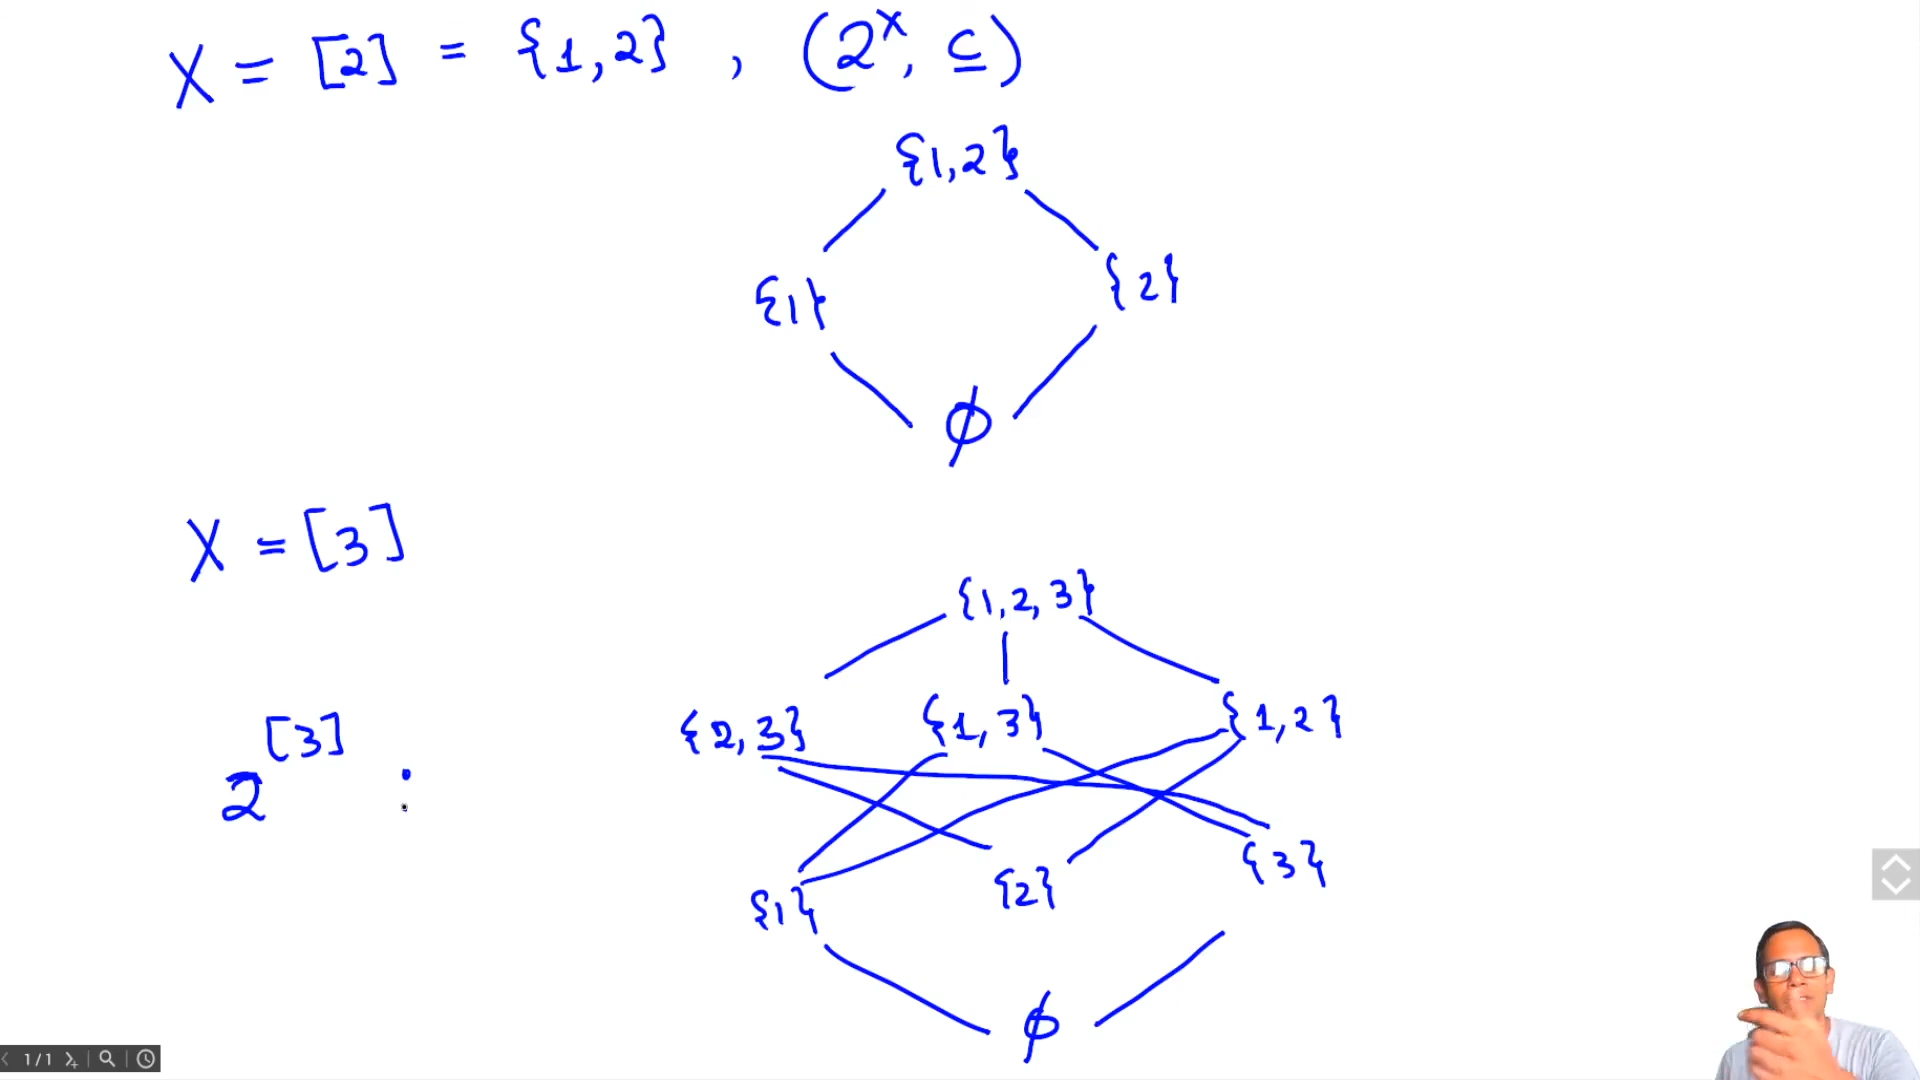 X = [2] = {1,2} , (2^X, ⊆)
{1,2}
{1} {2}
∅
X = [3]
{1,2,3}
2^[3] : {2,3} {1,3} {1,2}
{1} {2} {3}
∅
1/1